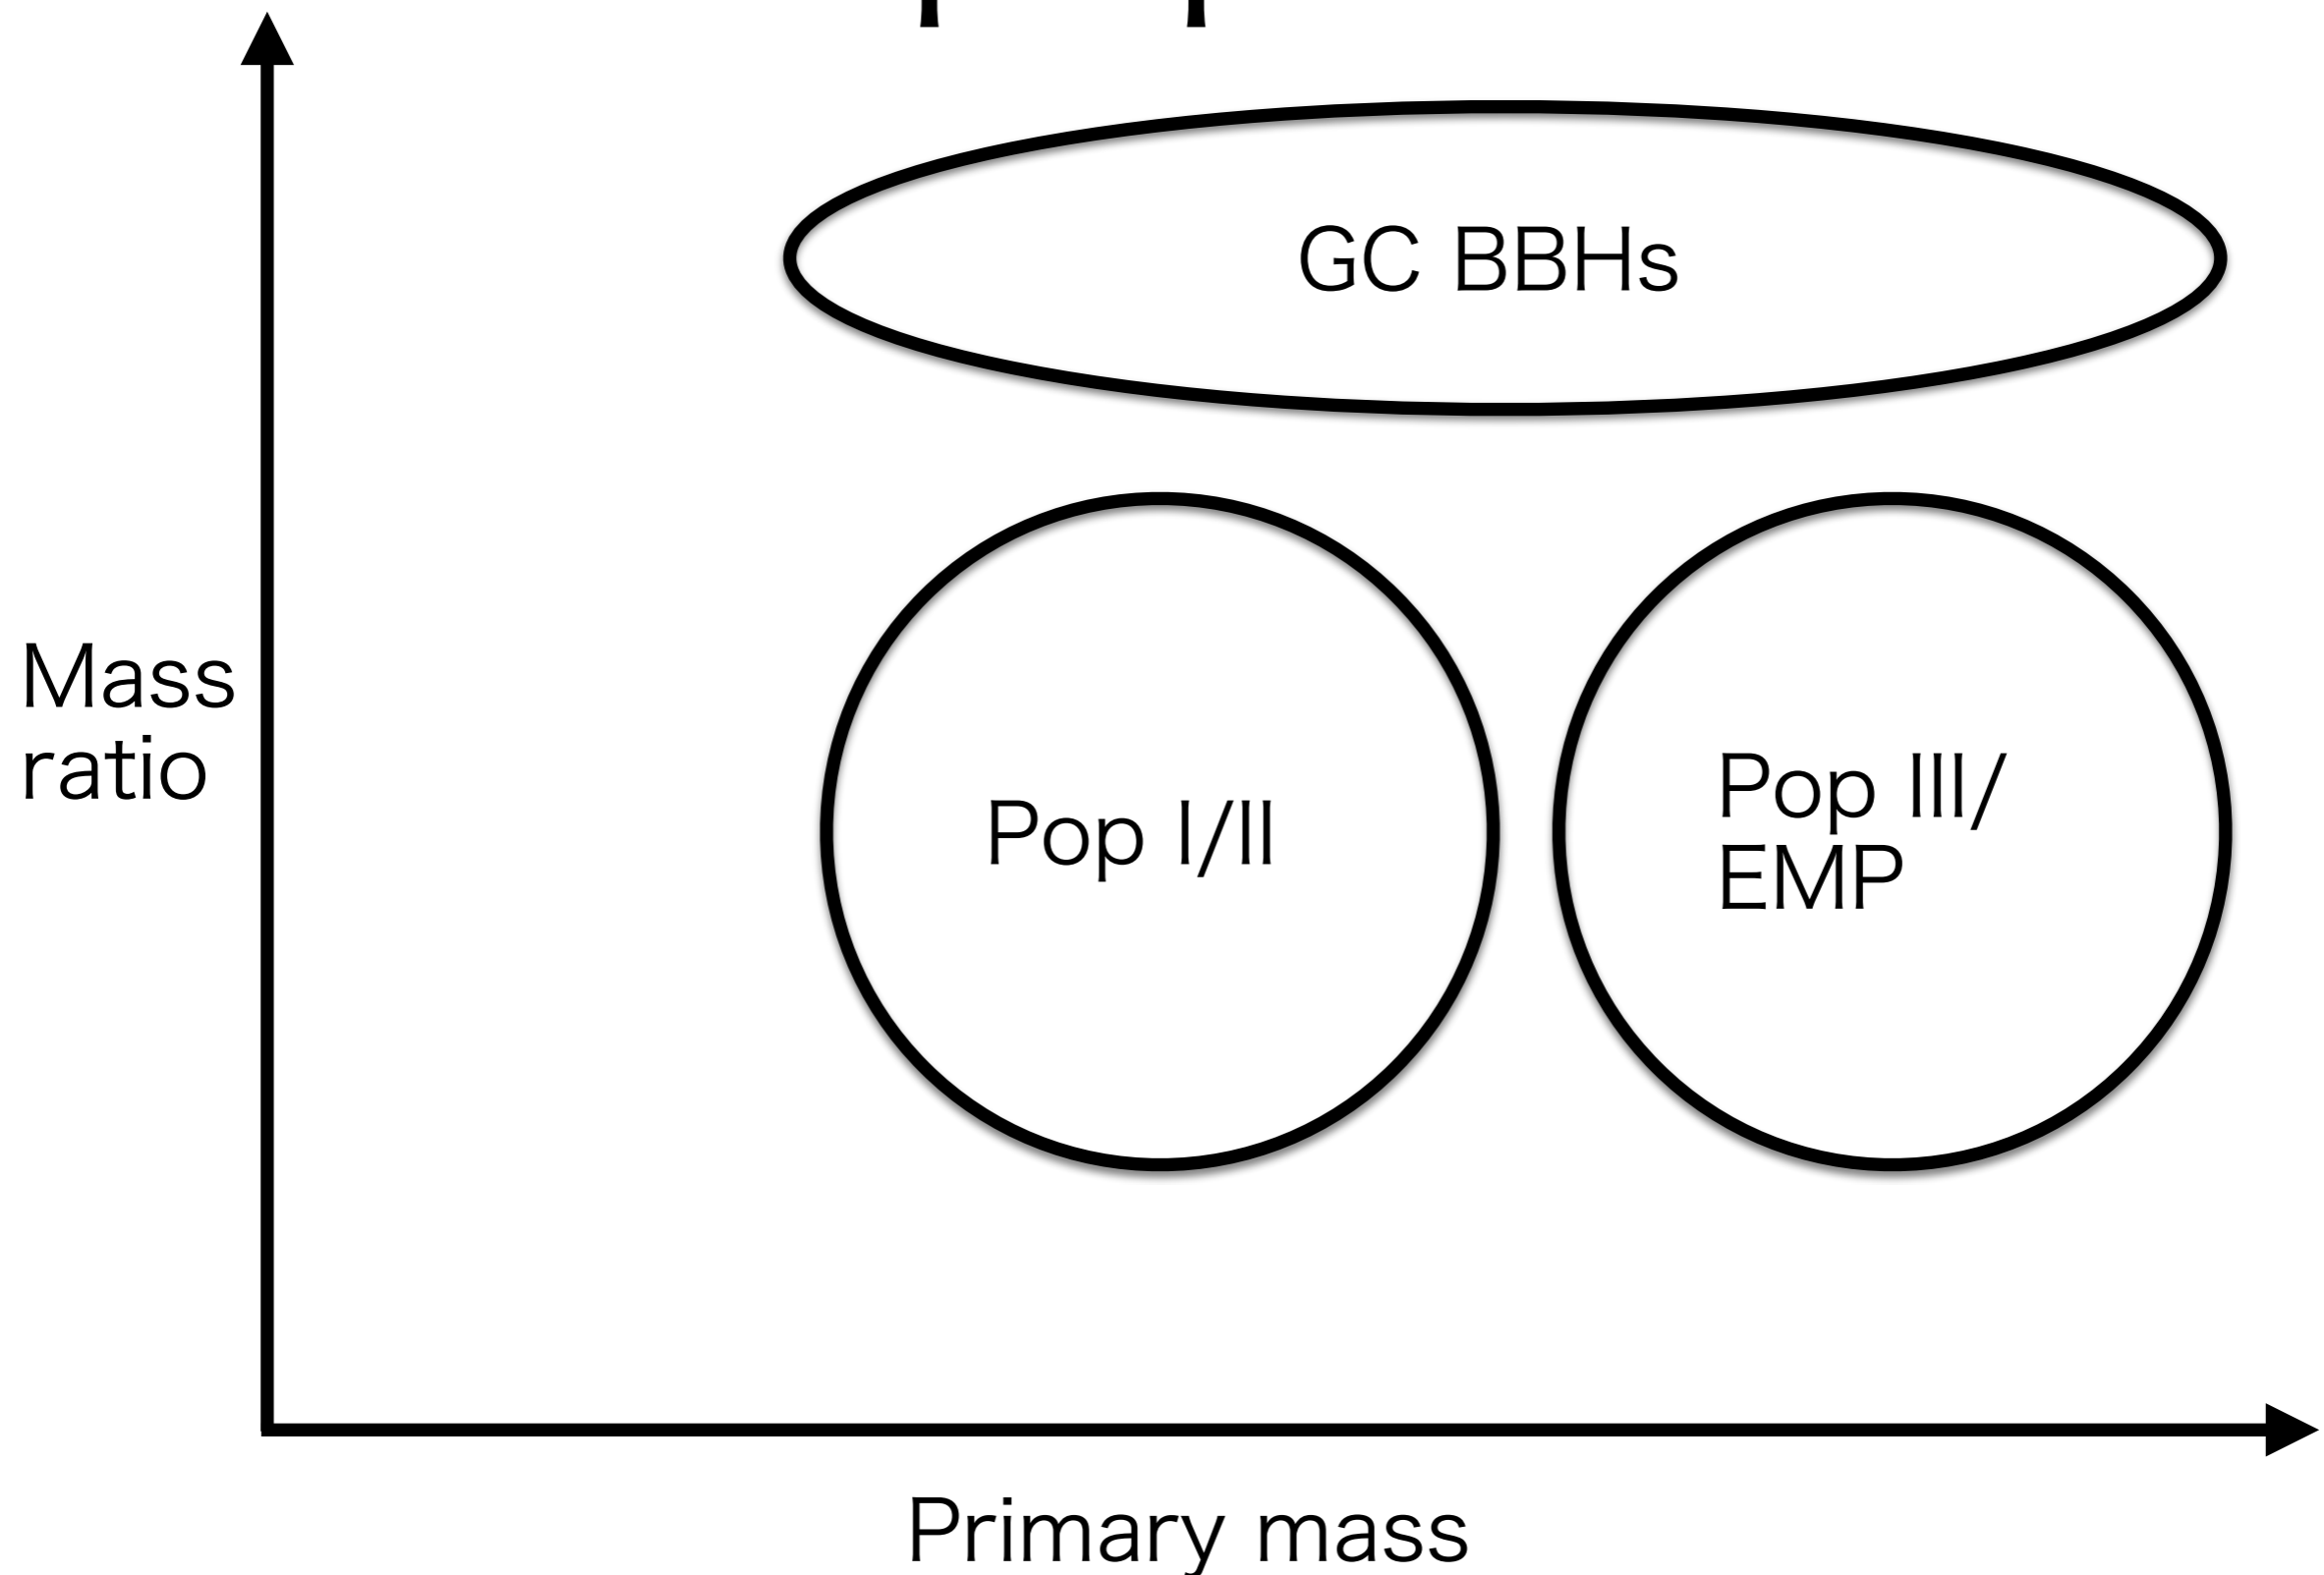 GC BBHs
Mass
ratio
Pop I/II
Pop III/
EMP
Primary mass